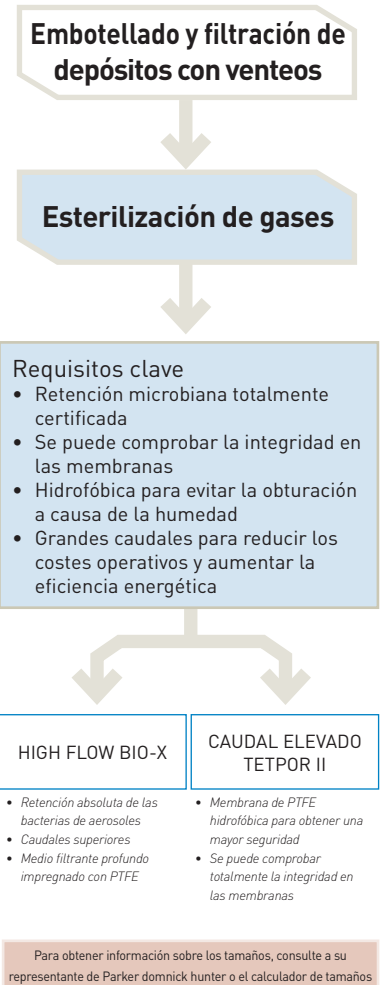 Embotellado y filtración de
depósitos con venteos
Esterilización de gases
Requisitos clave
• Retención microbiana totalmente
certificada
• Se puede comprobar la integridad en
las membranas
• Hidrofóbica para evitar la obturación
a causa de la humedad
• Grandes caudales para reducir los
costes operativos y aumentar la
eficiencia energética
HIGH FLOW BIO-X
• Retención absoluta de las
bacterias de aerosoles
• Caudales superiores
• Medio filtrante profundo
impregnado con PTFE
CAUDAL ELEVADO
TETPOR II
• Membrana de PTFE
hidrofóbica para obtener una
mayor seguridad
• Se puede comprobar
totalmente la integridad en
las membranas
Para obtener información sobre los tamaños, consulte a su
representante de Parker domnick hunter o el calculador de tamaños